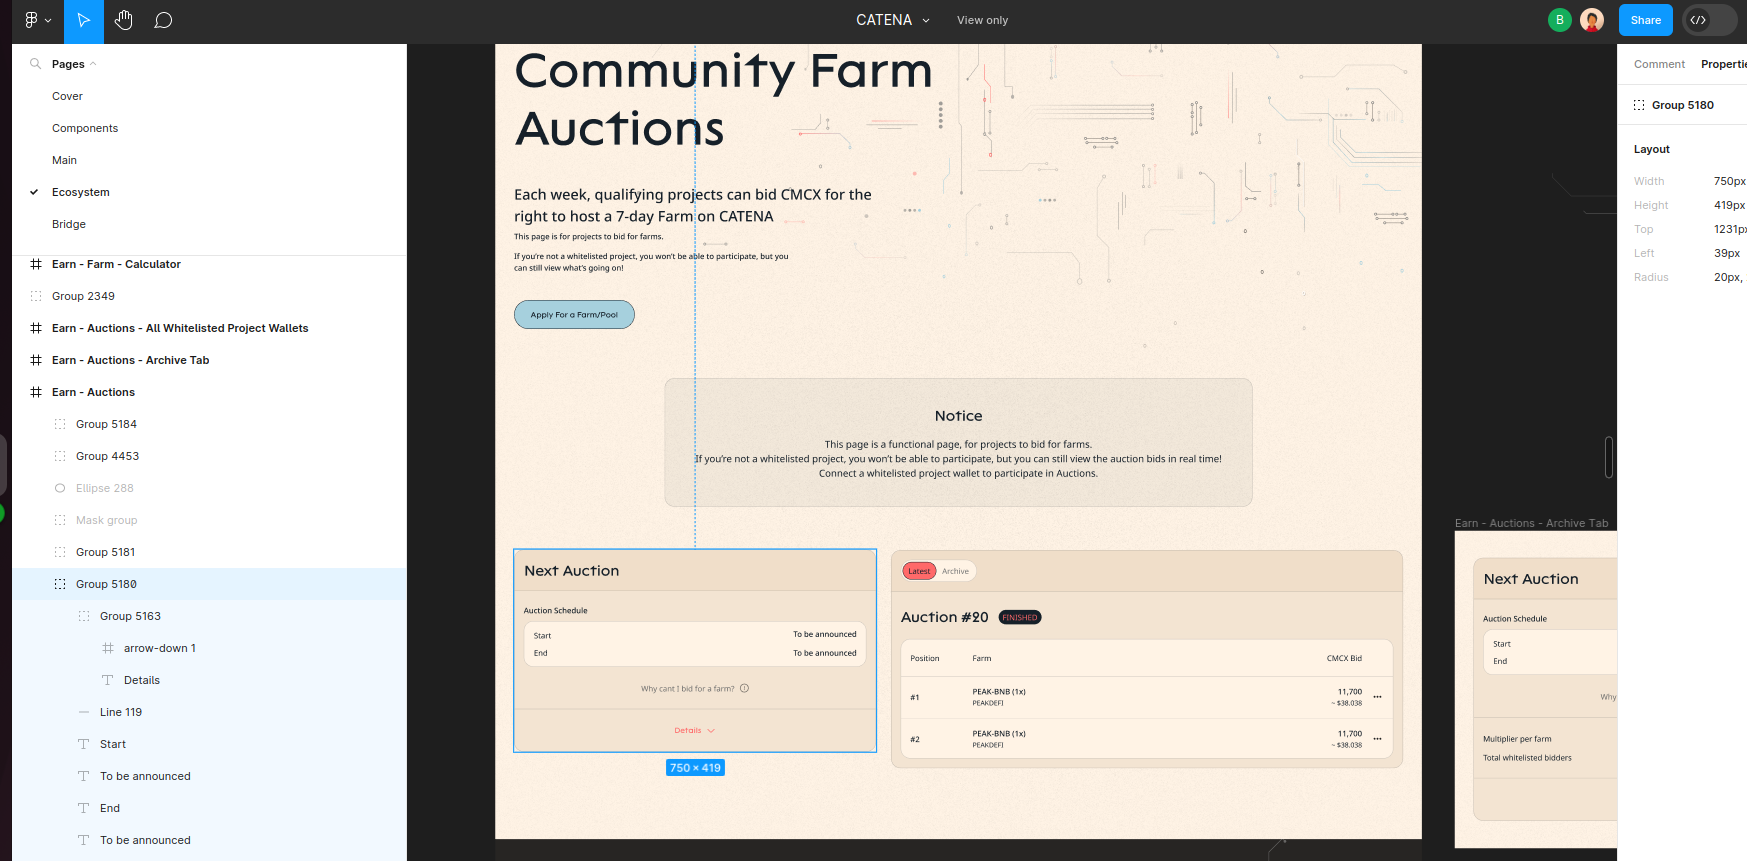 CATENA
View only
B
Share
Pages
Cover
Components
Main
Ecosystem
Bridge
Earn - Farm - Calculator
Group 2349
Earn - Auctions - All Whitelisted Project Wallets
Earn - Auctions - Archive Tab
Earn - Auctions
Group 5184
Group 4453
Ellipse 288
Mask group
Group 5181
Group 5180
Group 5163
arrow-down 1
Details
Line 119
Start
To be announced
End
To be announced
Community Farm
Auctions
Each week, qualifying projects can bid CMCX for the
right to host a 7-day Farm on CATENA
This page is for projects to bid for farms.
If you're not a whitelisted project, you won't be able to participate, but you
can still view what's going on!
Apply For a Farm/Pool
Notice
This page is a functional page, for projects to bid for farms.
If you're not a whitelisted project, you won't be able to participate, but you can still view the auction bids in real time!
Connect a whitelisted project wallet to participate in Auctions.
Next Auction
Auction Schedule
Start To be announced
End To be announced
Why cant I bid for a farm?
Details
750 × 419
Latest Archive
Auction #20 FINISHED
Position Farm CMCX Bid
#1 PEAK-BNB (1x) 11,700
PEAKDEFI ~ $38.038
#2 PEAK-BNB (1x) 11,700
PEAKDEFI ~ $38.038
Earn - Auctions - Archive Tab
Next Auction
Auction Schedule
Start
End
Why
Multiplier per farm
Total whitelisted bidders
Comment Propertie
Group 5180
Layout
Width 750px
Height 419px
Top 1231px
Left 39px
Radius 20px,